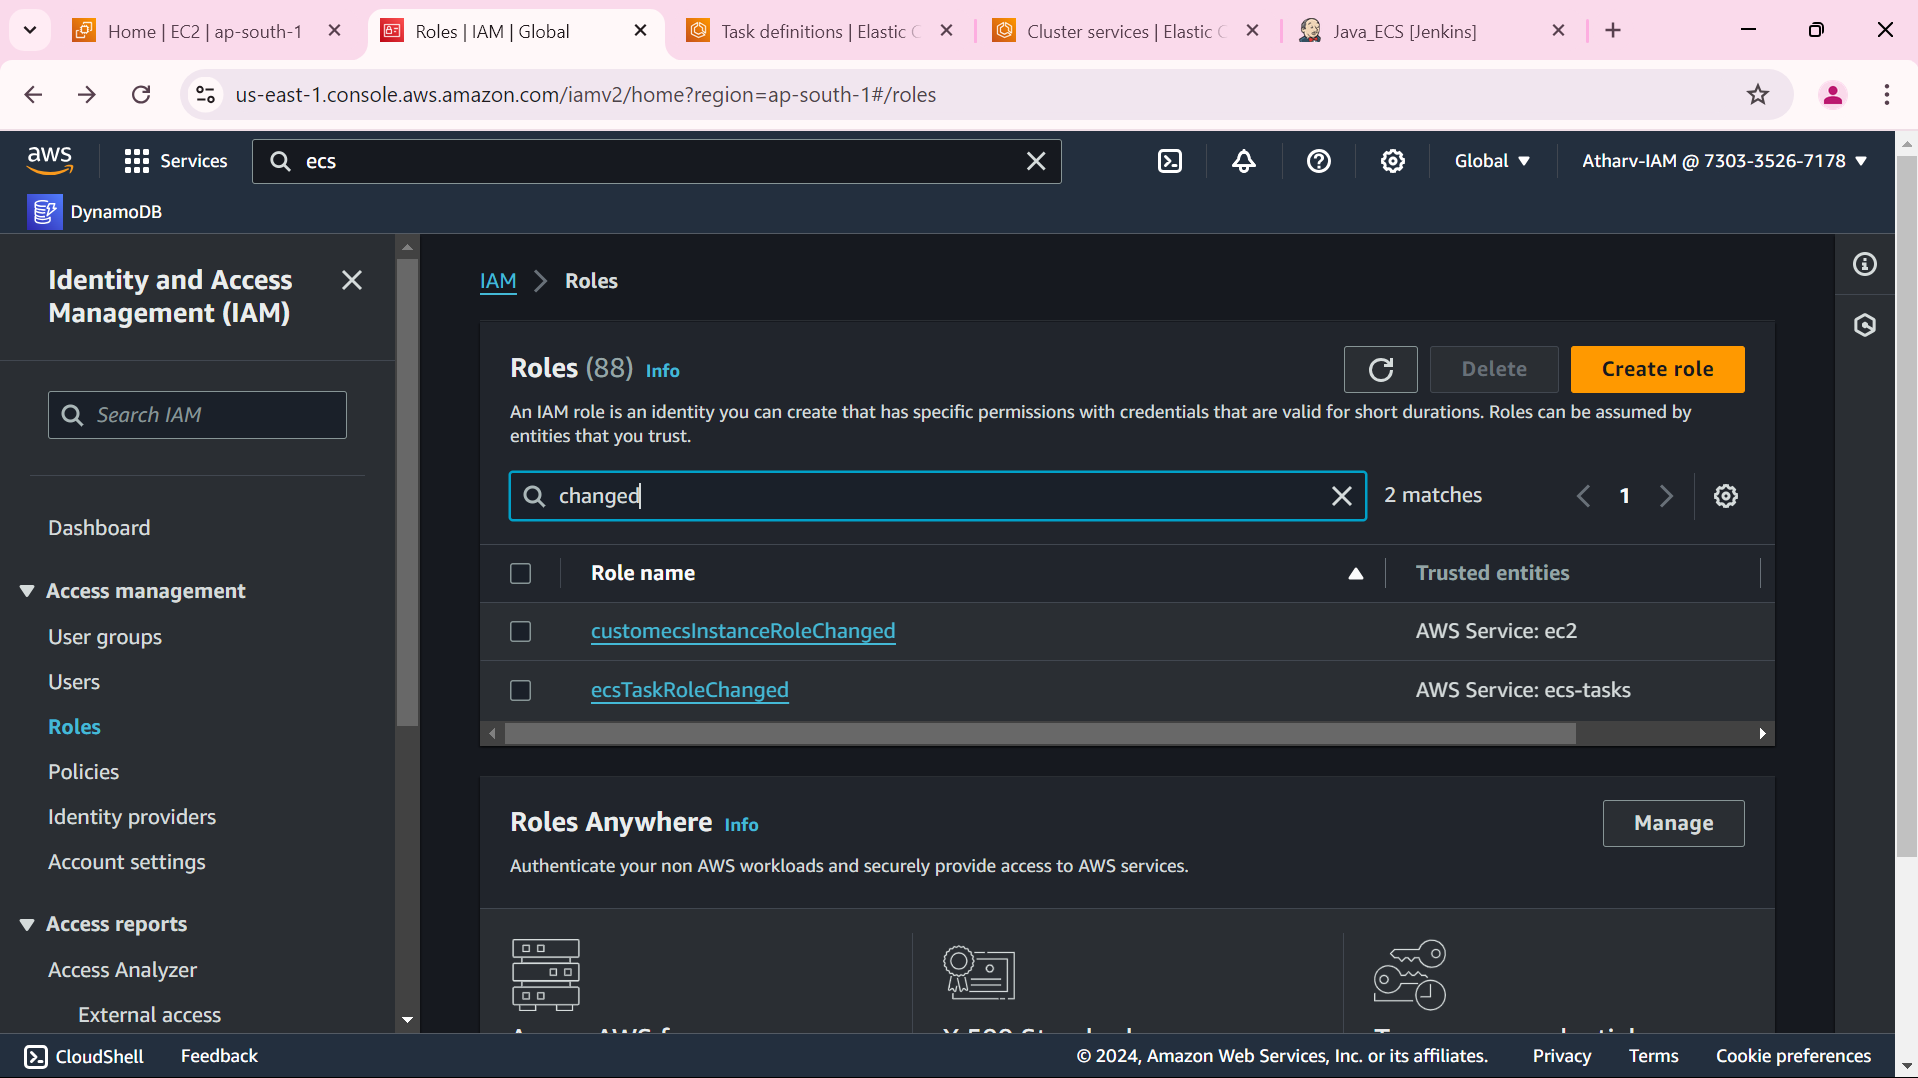 Home | EC2 | ap-south-1
Roles | IAM | Global
Task definitions | Elastic
Cluster services | Elastic
Java_ECS [Jenkins]
us-east-1.console.aws.amazon.com/iamv2/home?region=ap-south-1#/roles
aws
Services
ecs
Global
Atharv-IAM @ 7303-3526-7178
DynamoDB
Identity and Access
Management (IAM)
Search IAM
Dashboard
Access management
User groups
Users
Roles
Policies
Identity providers
Account settings
Access reports
Access Analyzer
External access
IAM
Roles
Roles (88) Info
Delete
Create role
An IAM role is an identity you can create that has specific permissions with credentials that are valid for short durations. Roles can be assumed by
entities that you trust.
changed
2 matches
1
Role name
Trusted entities
customecsInstanceRoleChanged
AWS Service: ec2
ecsTaskRoleChanged
AWS Service: ecs-tasks
Roles Anywhere Info
Manage
Authenticate your non AWS workloads and securely provide access to AWS services.
CloudShell
Feedback
© 2024, Amazon Web Services, Inc. or its affiliates.
Privacy
Terms
Cookie preferences